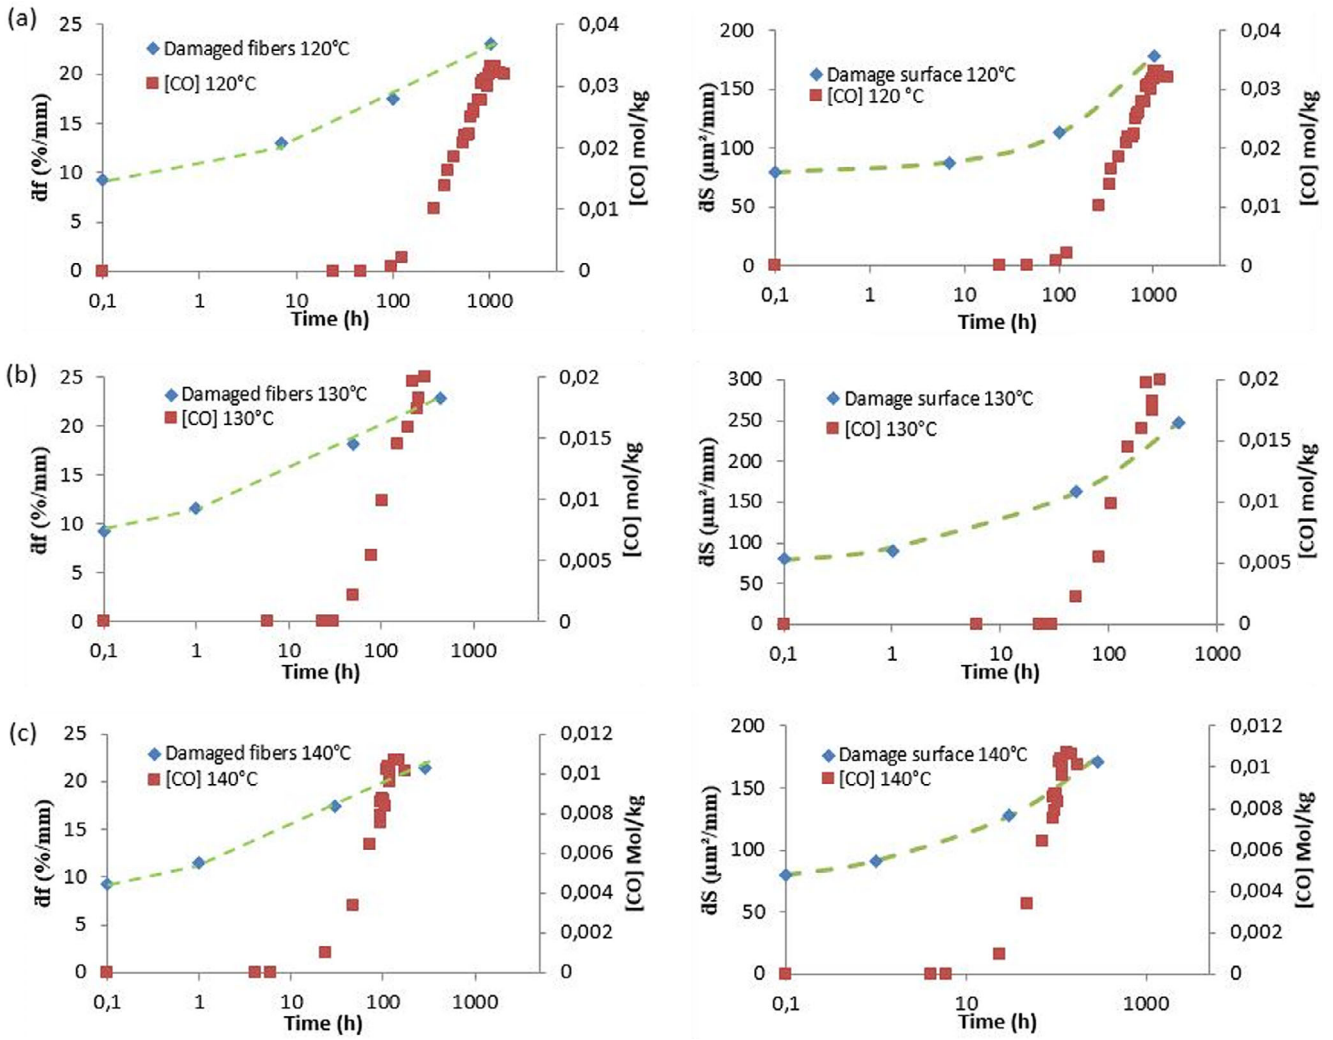 (a)
25
20
15
10
5
0
d̄f (%/mm)
Damaged fibers 120°C
[CO] 120°C
0,04
0,03
0,02
0,01
0
[CO] mol/kg
0,1 1 10 100 1000
Time (h)
200
150
100
50
0
d̄S (µm²/mm)
Damage surface 120°C
[CO] 120 °C
0,04
0,03
0,02
0,01
0
[CO] mol/kg
0,1 1 10 100 1000
Time (h)
(b)
25
20
15
10
5
0
d̄f (%/mm)
Damaged fibers 130°C
[CO] 130°C
0,02
0,015
0,01
0,005
0
[CO] mol/kg
0,1 1 10 100 1000
Time (h)
300
250
200
150
100
50
0
d̄S (µm²/mm)
Damage surface 130°C
[CO] 130°C
0,02
0,015
0,01
0,005
0
[CO] mol/kg
0,1 1 10 100 1000
Time (h)
(c)
25
20
15
10
5
0
d̄f (%/mm)
Damaged fibers 140°C
[CO] 140°C
0,012
0,01
0,008
0,006
0,004
0,002
0
[CO] Mol/kg
0,1 1 10 100 1000
Time (h)
200
150
100
50
0
d̄S (µm²/mm)
Damage surface 140°C
[CO] 140°C
0,012
0,01
0,008
0,006
0,004
0,002
0
[CO] Mol/kg
0,1 10 1000
Time (h)